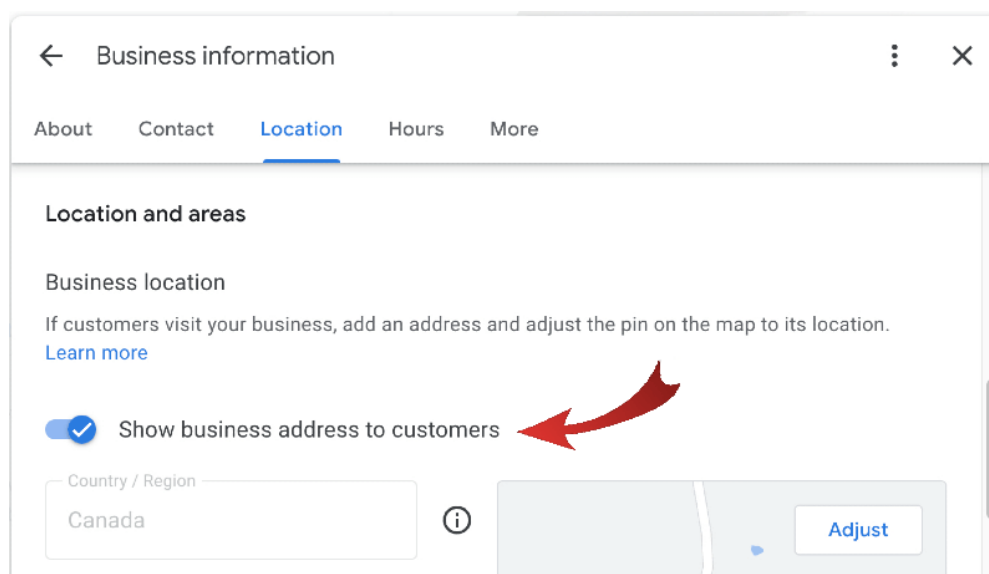 Business information
About Contact Location Hours More
Location and areas
Business location
If customers visit your business, add an address and adjust the pin on the map to its location.
Learn more
Show business address to customers
Country / Region
Canada
Adjust